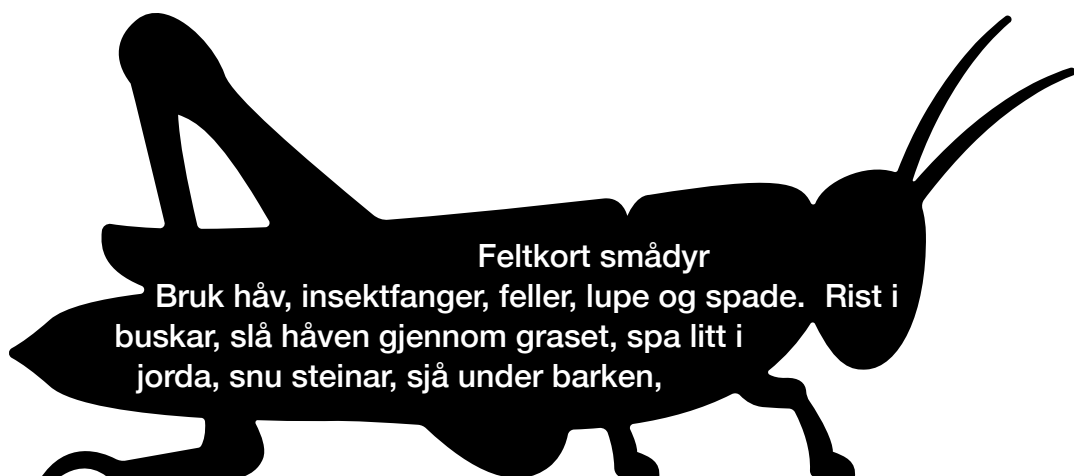 Feltkort smådyr
Bruk håv, insektfanger, feller, lupe og spade.  Rist i
buskar, slå håven gjennom graset, spa litt i
jorda, snu steinar, sjå under barken,